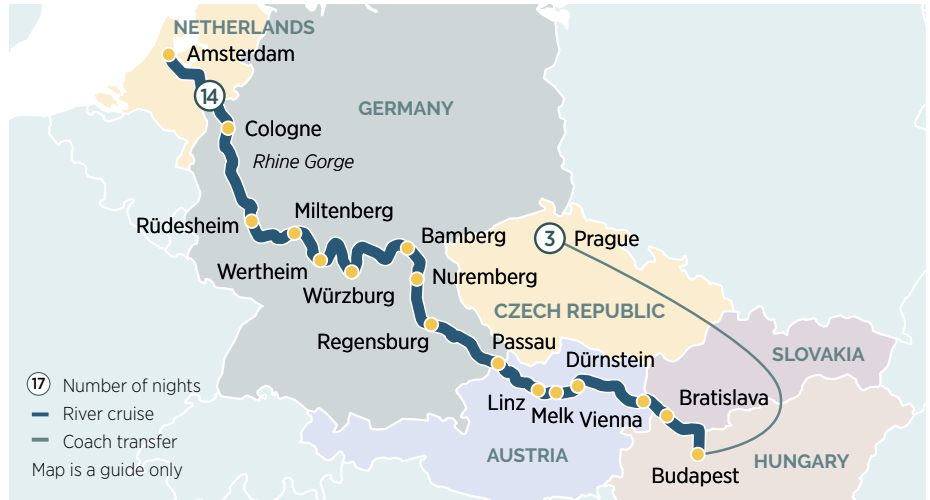 NETHERLANDS
Amsterdam
14
GERMANY
Cologne
Rhine Gorge
Rüdesheim
Miltenberg
Bamberg
3 Prague
Wertheim
Nuremberg
Würzburg
CZECH REPUBLIC
Regensburg
Passau
Dürnstein
SLOVAKIA
17 Number of nights
Linz
Melk
Vienna
Bratislava
River cruise
Coach transfer
AUSTRIA
HUNGARY
Map is a guide only
Budapest